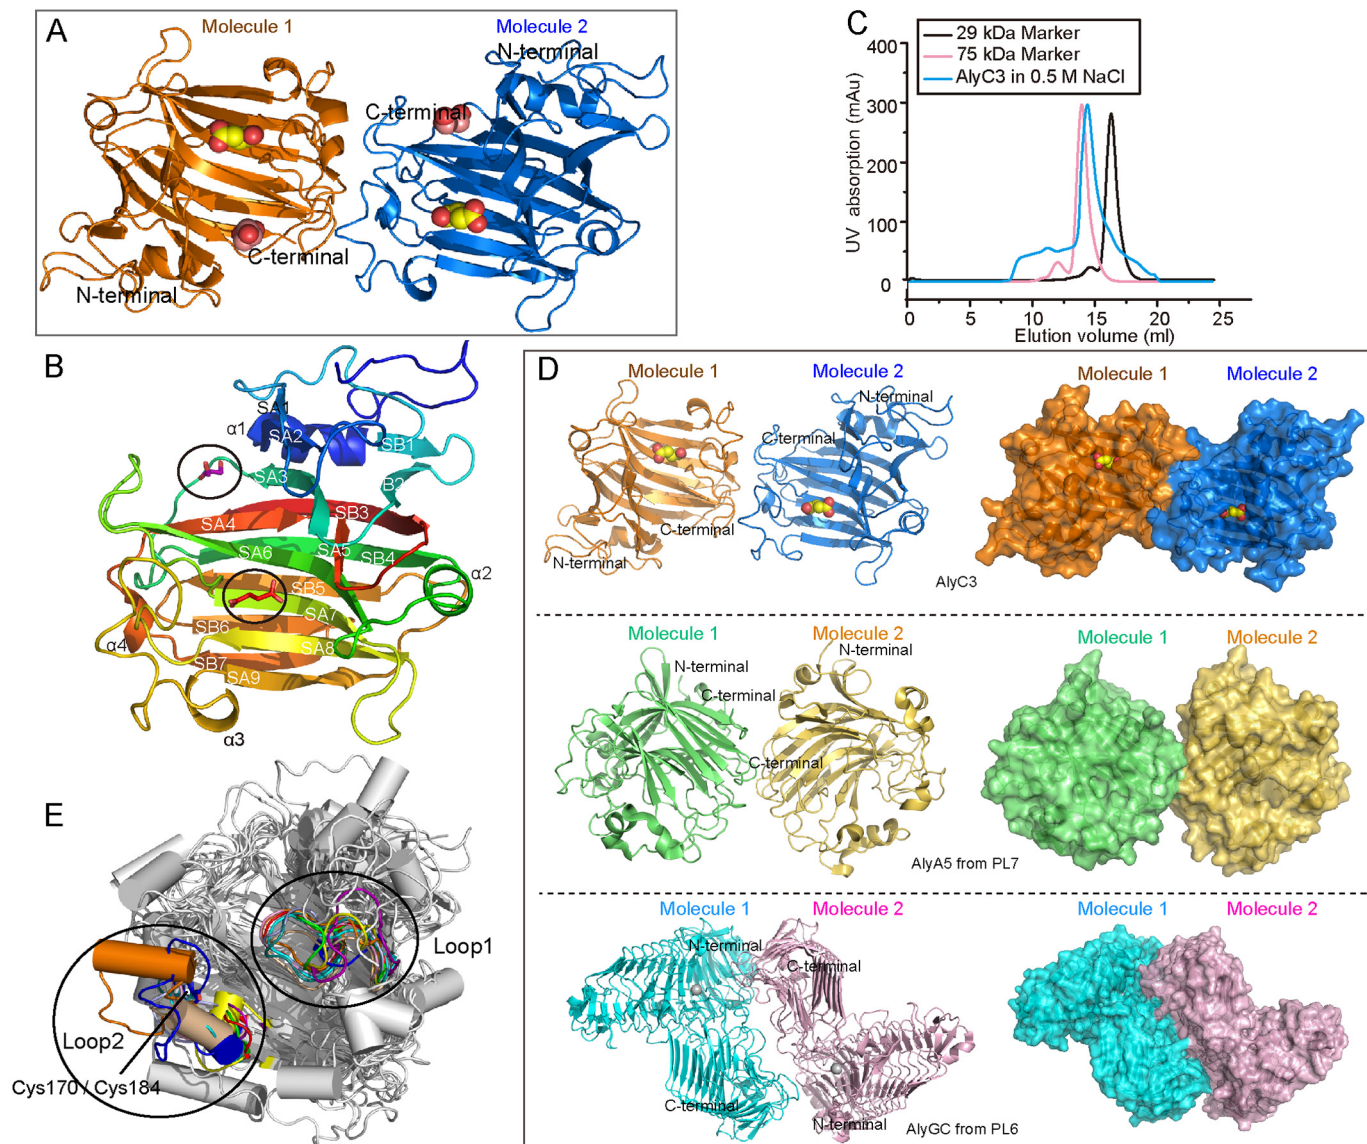 A
Molecule 1
Molecule 2
N-terminal
C-terminal
C-terminal
N-terminal
C
29 kDa Marker
75 kDa Marker
AlyC3 in 0.5 M NaCl
UV absorption (mAu)
400
300
200
100
0
0
5
10
15
20
25
Elution volume (ml)
B
SA1
α1
SA2
SB1
SA3
B2
SA4
SB3
SA6
SA5
SB4
α2
SB5
SA7
SB6
α4
SA8
SB7
SA9
α3
D
Molecule 1
Molecule 2
N-terminal
C-terminal
C-terminal
N-terminal
AlyC3
Molecule 1
Molecule 2
Molecule 1
Molecule 2
N-terminal
N-terminal
C-terminal
C-terminal
AlyA5 from PL7
Molecule 1
Molecule 2
Molecule 1
Molecule 2
N-terminal
C-terminal
C-terminal
N-terminal
AlyGC from PL6
Molecule 1
Molecule 2
E
Loop1
Loop2
Cys170 / Cys184